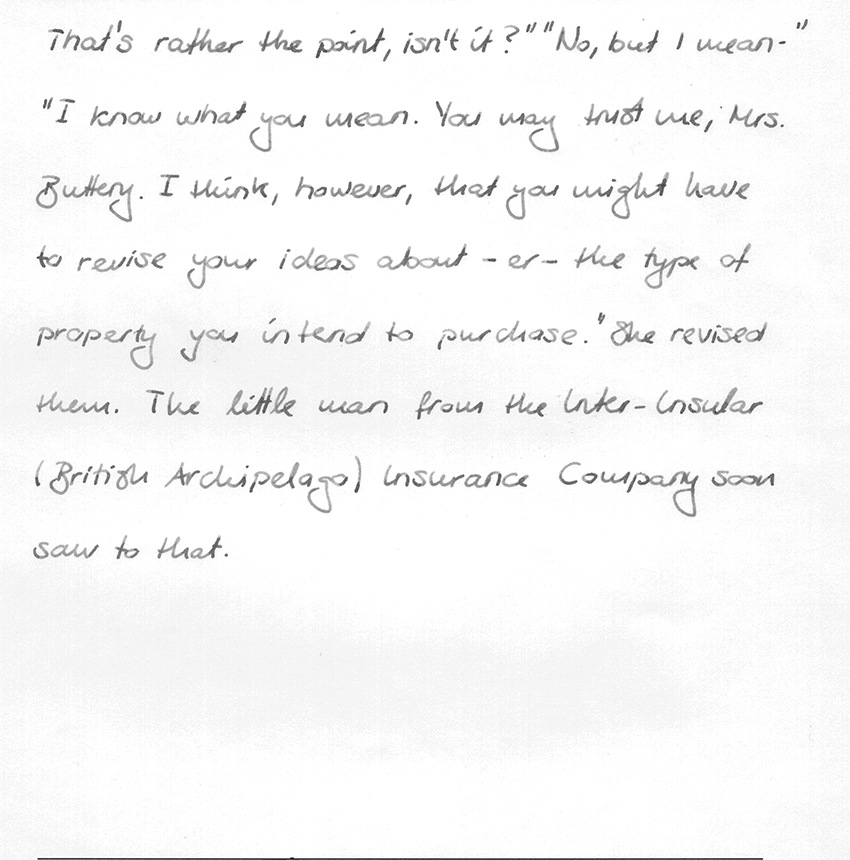 That's rather the point, isn't it?" "No, but I mean-"
"I know what you mean. You may trust me, Mrs.
Buttery. I think, however, that you might have
to revise your ideas about - er - the type of
property you intend to purchase." She revised
them. The little man from the Inter-Insular
(British Archipelago) Insurance Company soon
saw to that.